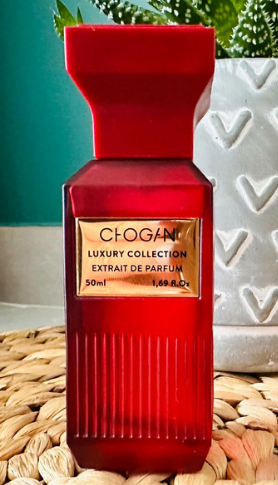 CHOGAN
LUXURY COLLECTION
EXTRAIT DE PARFUM
50ml 1,69 fl.Oz